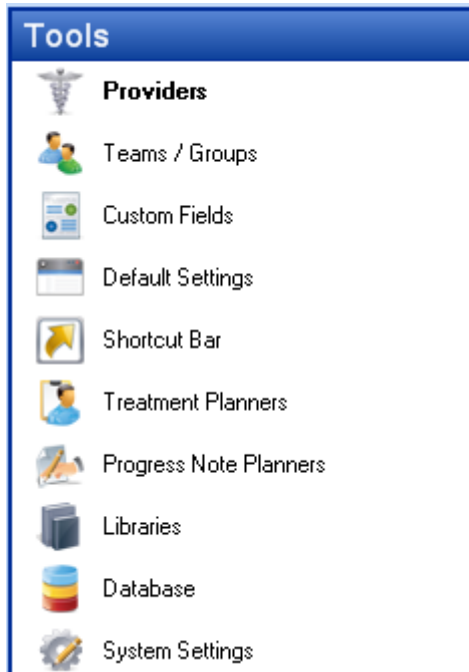 Tools
Providers
Teams / Groups
Custom Fields
Default Settings
Shortcut Bar
Treatment Planners
Progress Note Planners
Libraries
Database
System Settings